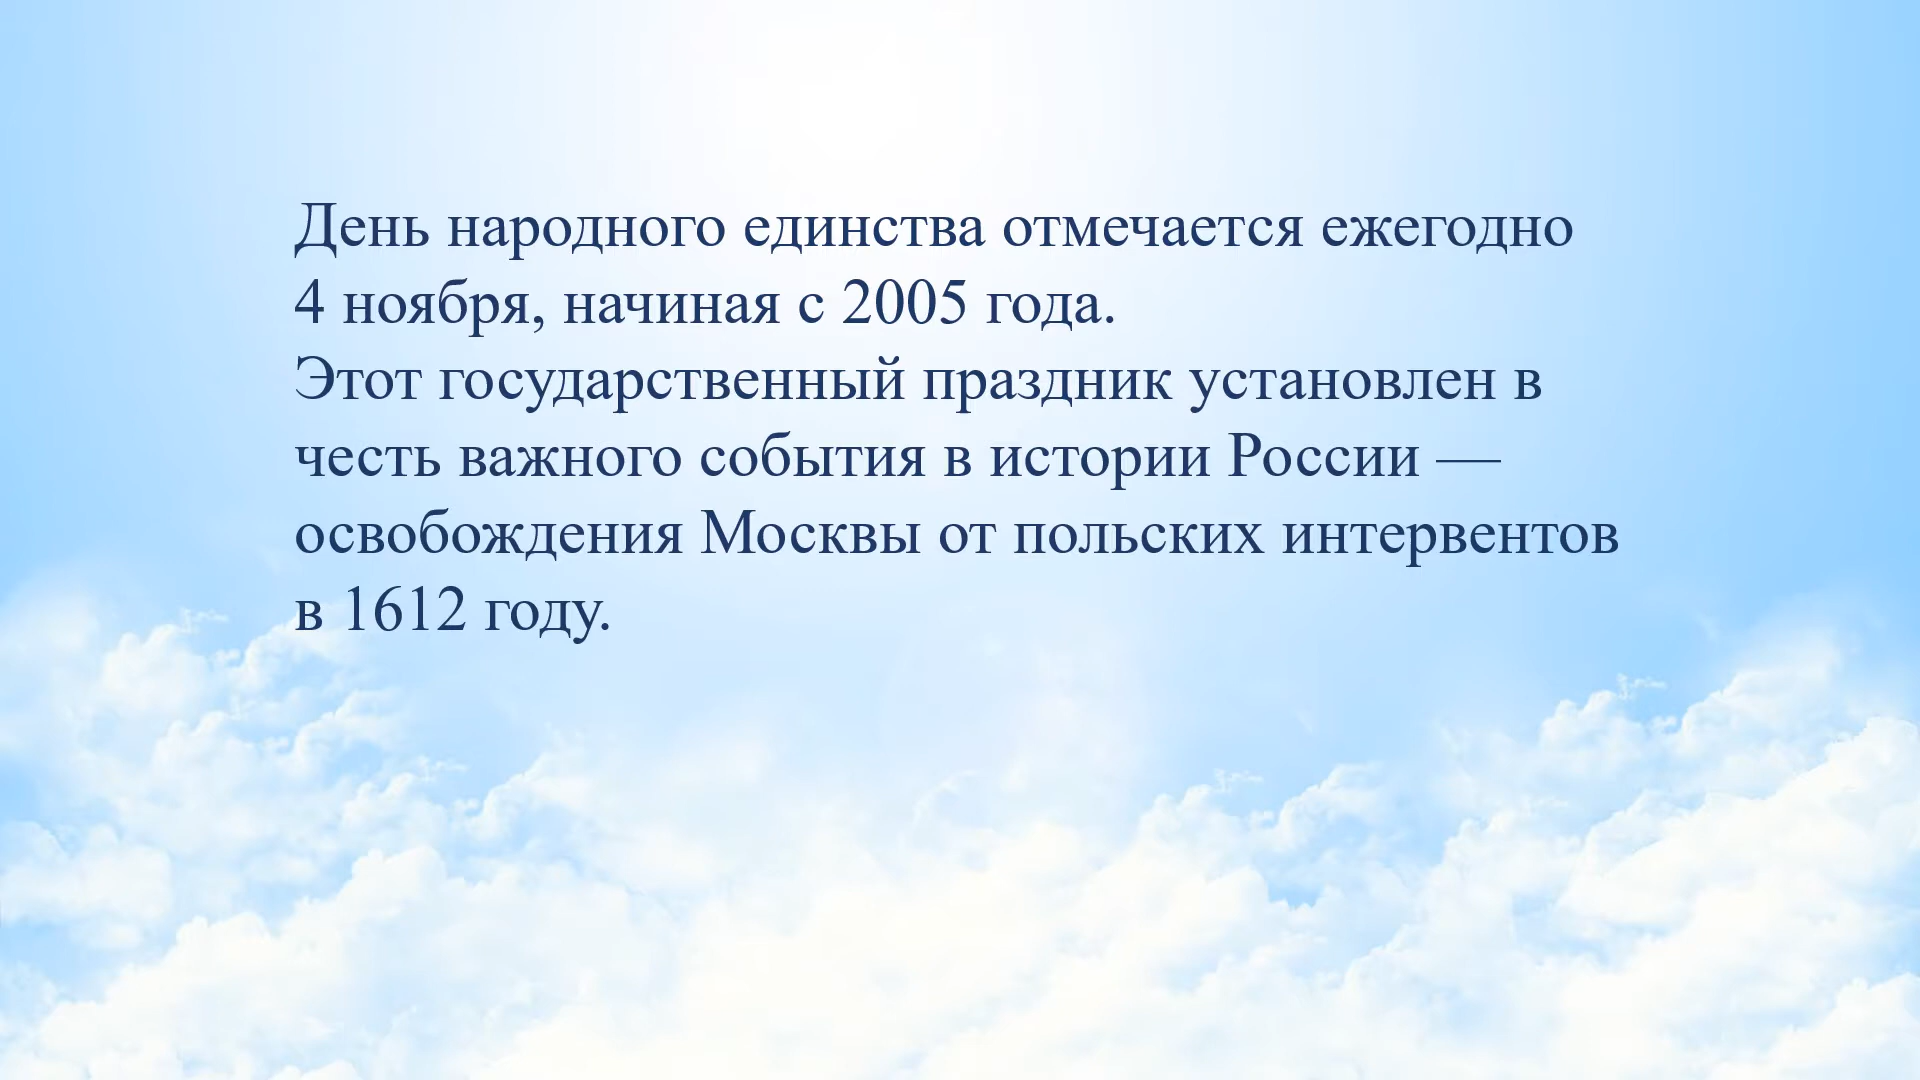 День народного единства отмечается ежегодно
4 ноября, начиная с 2005 года.
Этот государственный праздник установлен в
честь важного события в истории России —
освобождения Москвы от польских интервентов
в 1612 году.